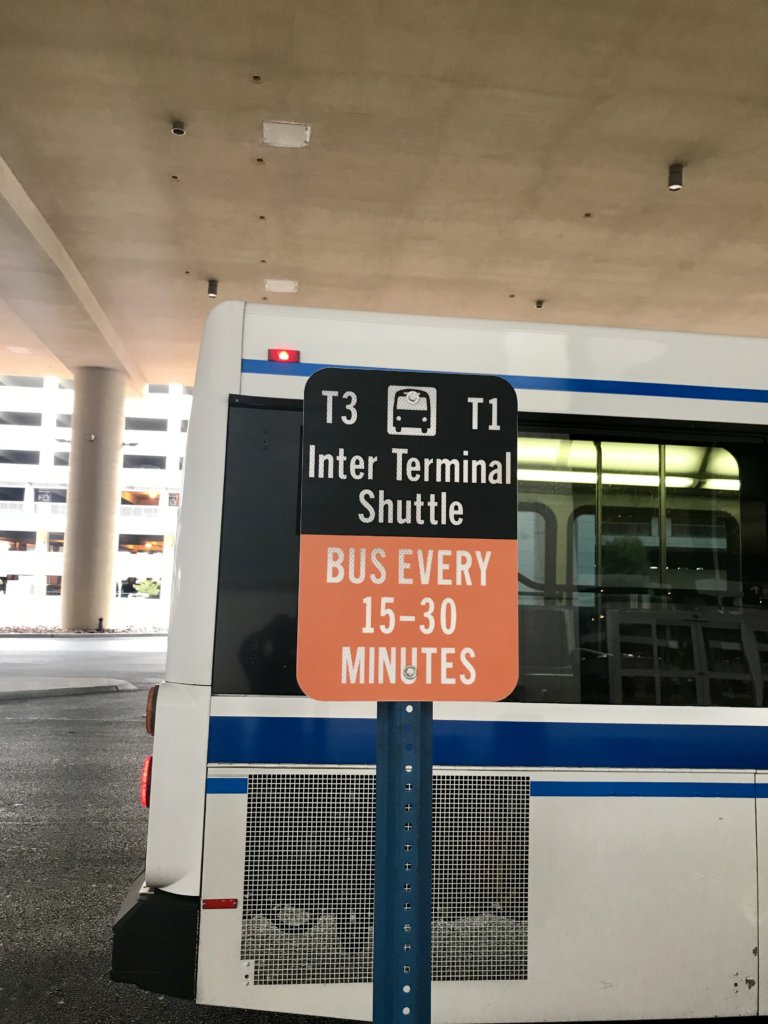 T3 T1
Inter Terminal
Shuttle
BUS EVERY
15-30
MINUTES